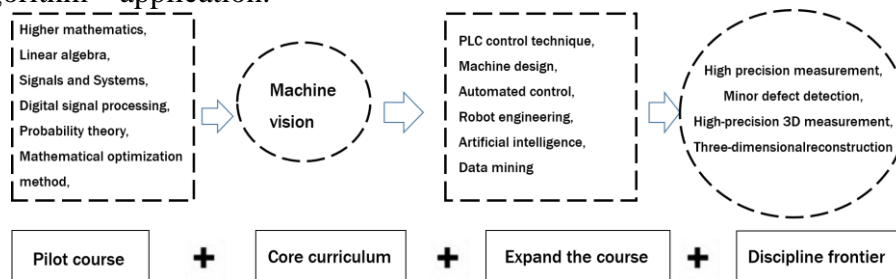 application.
Higher mathematics,
Linear algebra,
Signals and Systems,
Digital signal processing,
Probability theory,
Mathematical optimization
method,
Machine
vision
PLC control technique,
Machine design,
Automated control,
Robot engineering,
Artificial intelligence,
Data mining
High precision measurement,
Minor defect detection,
High-precision 3D measurement,
Three-dimensionalreconstruction
Pilot course + Core curriculum + Expand the course + Discipline frontier